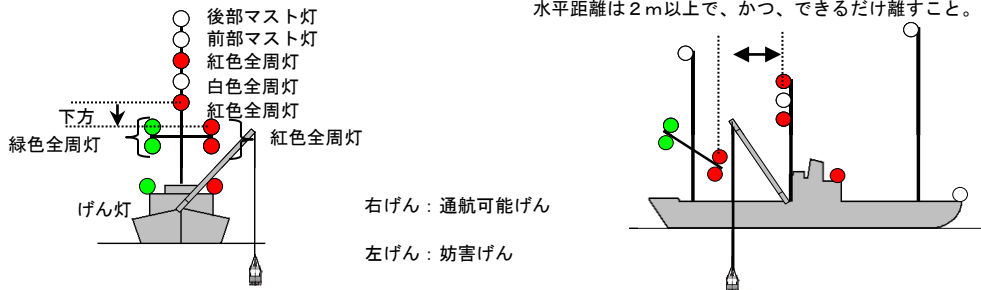 水平距離は２ｍ以上で、かつ、できるだけ離すこと。
後部マスト灯
前部マスト灯
紅色全周灯
白色全周灯
紅色全周灯
下方
緑色全周灯
紅色全周灯
げん灯
右げん：通航可能げん
左げん：妨害げん